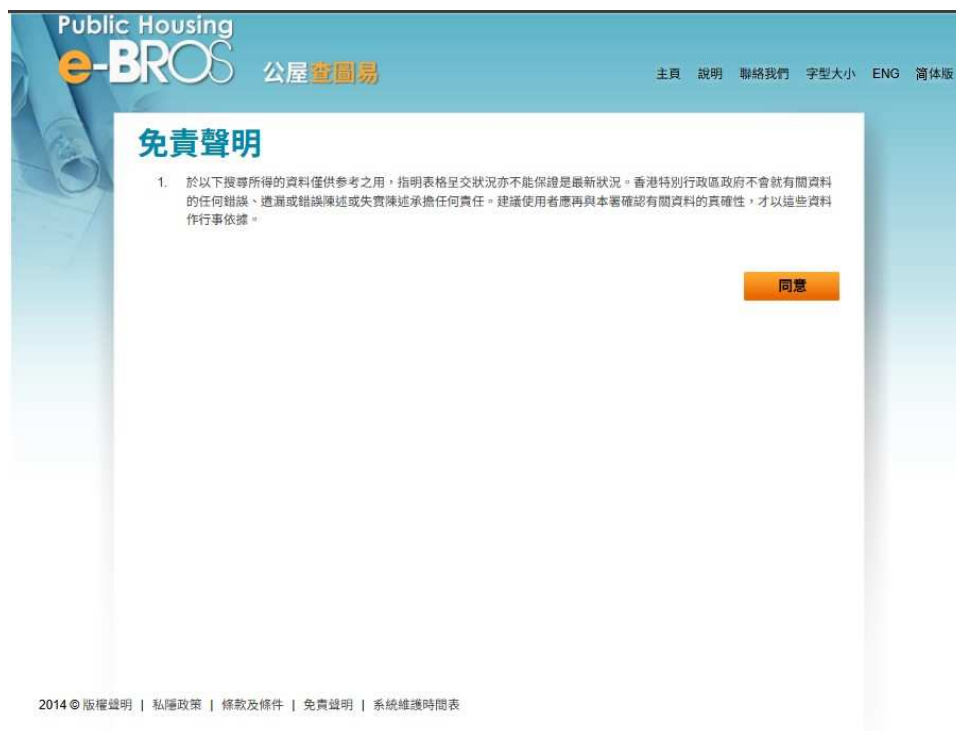 Public Housing
e-BROS 公屋查圖易
主頁 說明 聯絡我們 字型大小 ENG 简体版
免責聲明
1. 於以下搜尋所得的資料僅供參考之用，指明表格呈交狀況亦不能保證是最新狀況。香港特別行政區政府不會就有關資料
的任何錯誤、遺漏或錯誤陳述或失實陳述承擔任何責任。建議使用者應再與本署確認有關資料的真確性，才以這些資料
作行事依據。
同意
2014 © 版權聲明 | 私隱政策 | 條款及條件 | 免責聲明 | 系統維護時間表